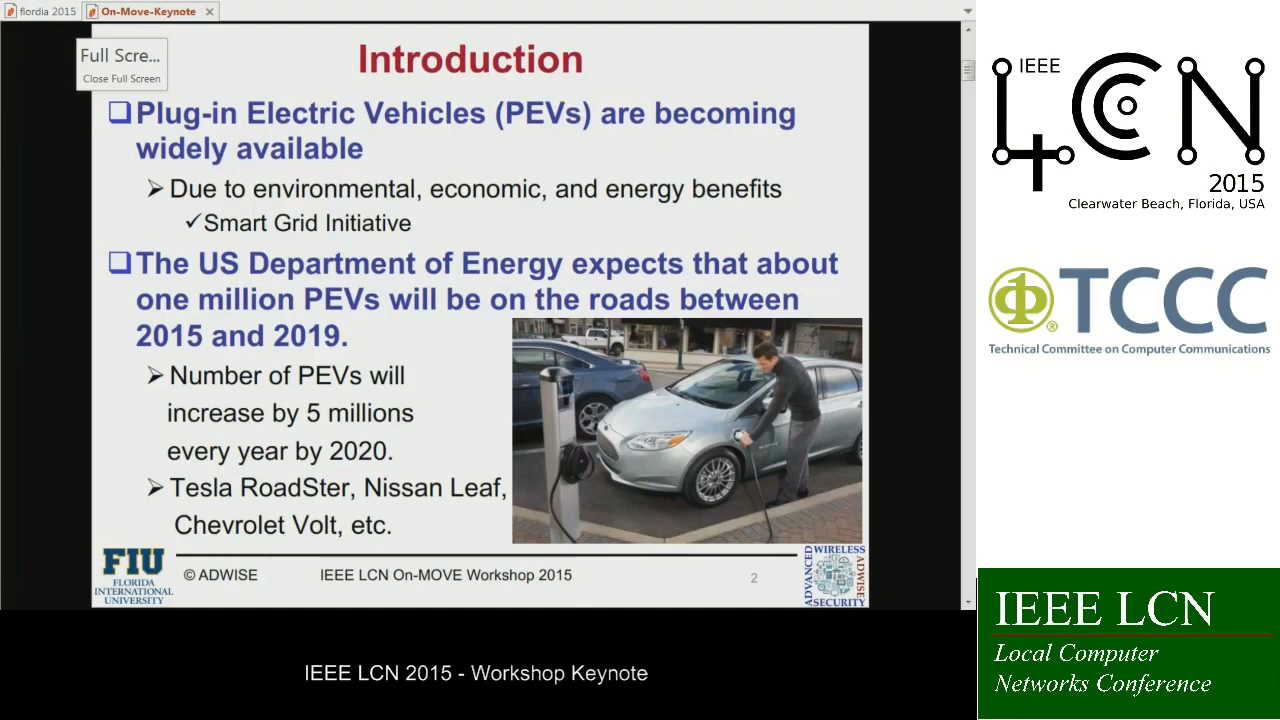 flordia 2015
On-Move-Keynote
Full Scre...
Close Full Screen
Introduction
Plug-in Electric Vehicles (PEVs) are becoming
widely available
Due to environmental, economic, and energy benefits
Smart Grid Initiative
The US Department of Energy expects that about
one million PEVs will be on the roads between
2015 and 2019.
Number of PEVs will
increase by 5 millions
every year by 2020.
Tesla RoadSter, Nissan Leaf,
Chevrolet Volt, etc.
FIU
FLORIDA
INTERNATIONAL
UNIVERSITY
© ADWISE
IEEE LCN On-MOVE Workshop 2015
2
ADVANCED
WIRELESS
ADWISE
SECURITY
IEEE LCN 2015 - Workshop Keynote
IEEE
L4CN
2015
Clearwater Beach, Florida, USA
TCCC
Technical Committee on Computer Communications
IEEE LCN
Local Computer
Networks Conference